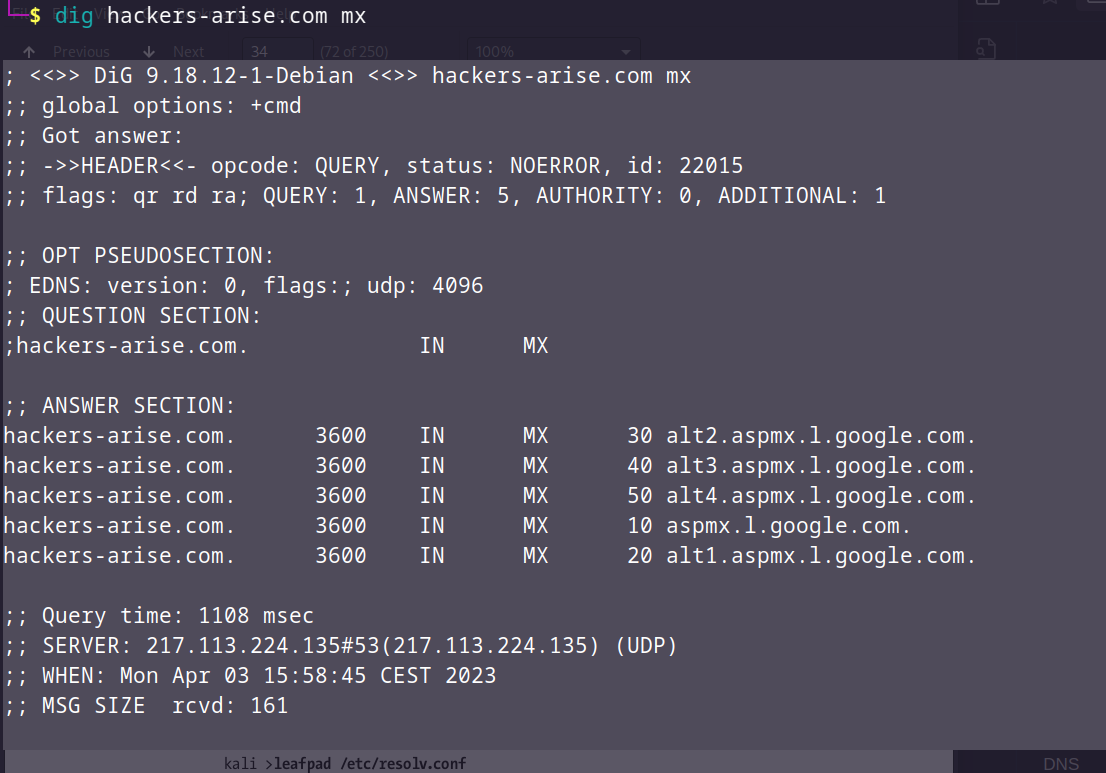 $ dig hackers-arise.com mx
Previous Next 34 (72 of 250) 100%
; <<>> DiG 9.18.12-1-Debian <<>> hackers-arise.com mx
;; global options: +cmd
;; Got answer:
;; ->>HEADER<<- opcode: QUERY, status: NOERROR, id: 22015
;; flags: qr rd ra; QUERY: 1, ANSWER: 5, AUTHORITY: 0, ADDITIONAL: 1
;; OPT PSEUDOSECTION:
; EDNS: version: 0, flags:; udp: 4096
;; QUESTION SECTION:
;hackers-arise.com. IN MX
;; ANSWER SECTION:
hackers-arise.com. 3600 IN MX 30 alt2.aspmx.l.google.com.
hackers-arise.com. 3600 IN MX 40 alt3.aspmx.l.google.com.
hackers-arise.com. 3600 IN MX 50 alt4.aspmx.l.google.com.
hackers-arise.com. 3600 IN MX 10 aspmx.l.google.com.
hackers-arise.com. 3600 IN MX 20 alt1.aspmx.l.google.com.
;; Query time: 1108 msec
;; SERVER: 217.113.224.135#53(217.113.224.135) (UDP)
;; WHEN: Mon Apr 03 15:58:45 CEST 2023
;; MSG SIZE  rcvd: 161
kali >leafpad /etc/resolv.conf
DNS